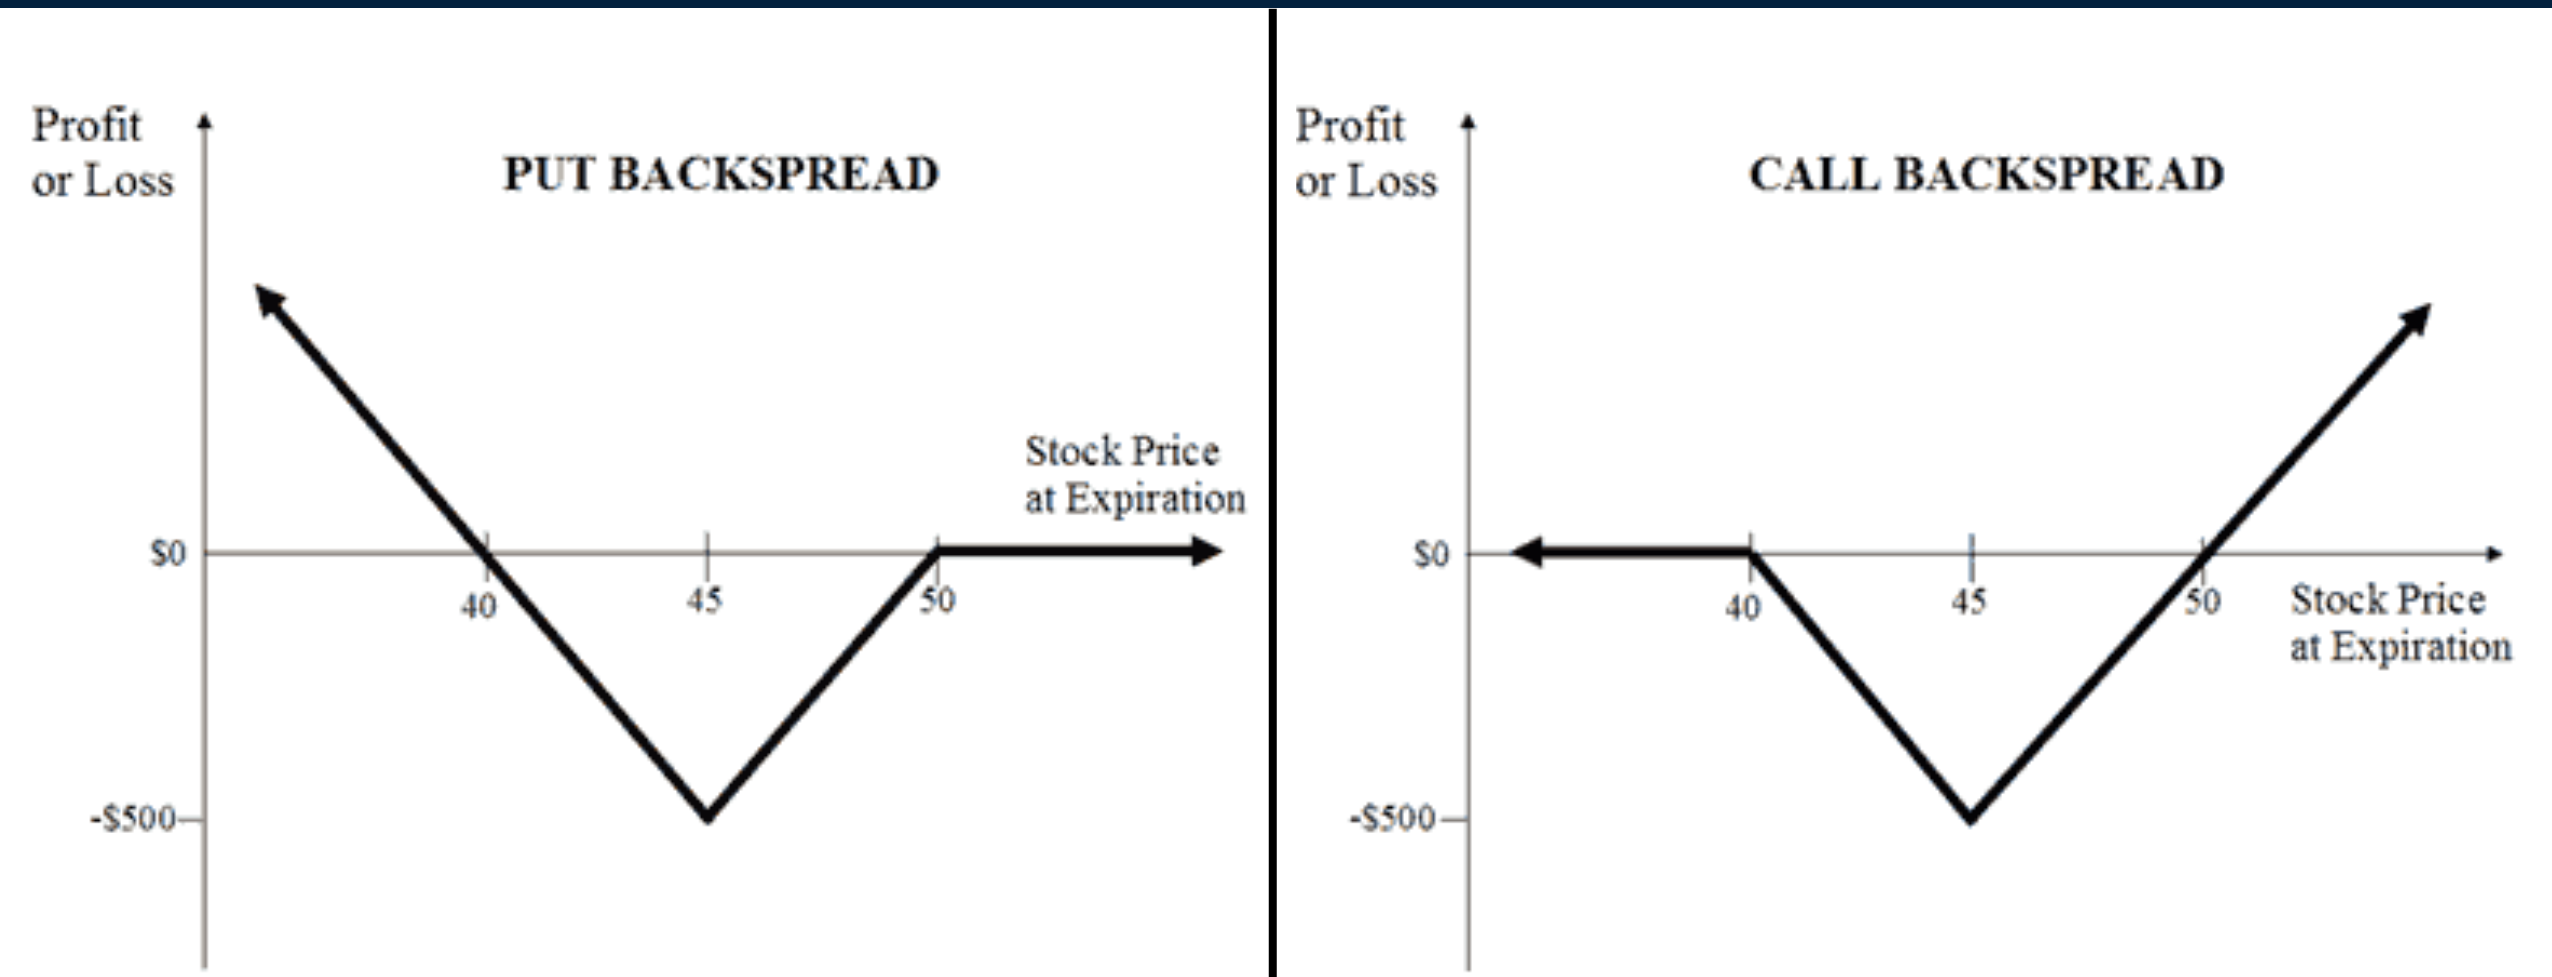 Profit
or Loss
PUT BACKSPREAD
Stock Price
at Expiration
$0
40
45
50
-$500
Profit
or Loss
CALL BACKSPREAD
$0
40
45
50
Stock Price
at Expiration
-$500